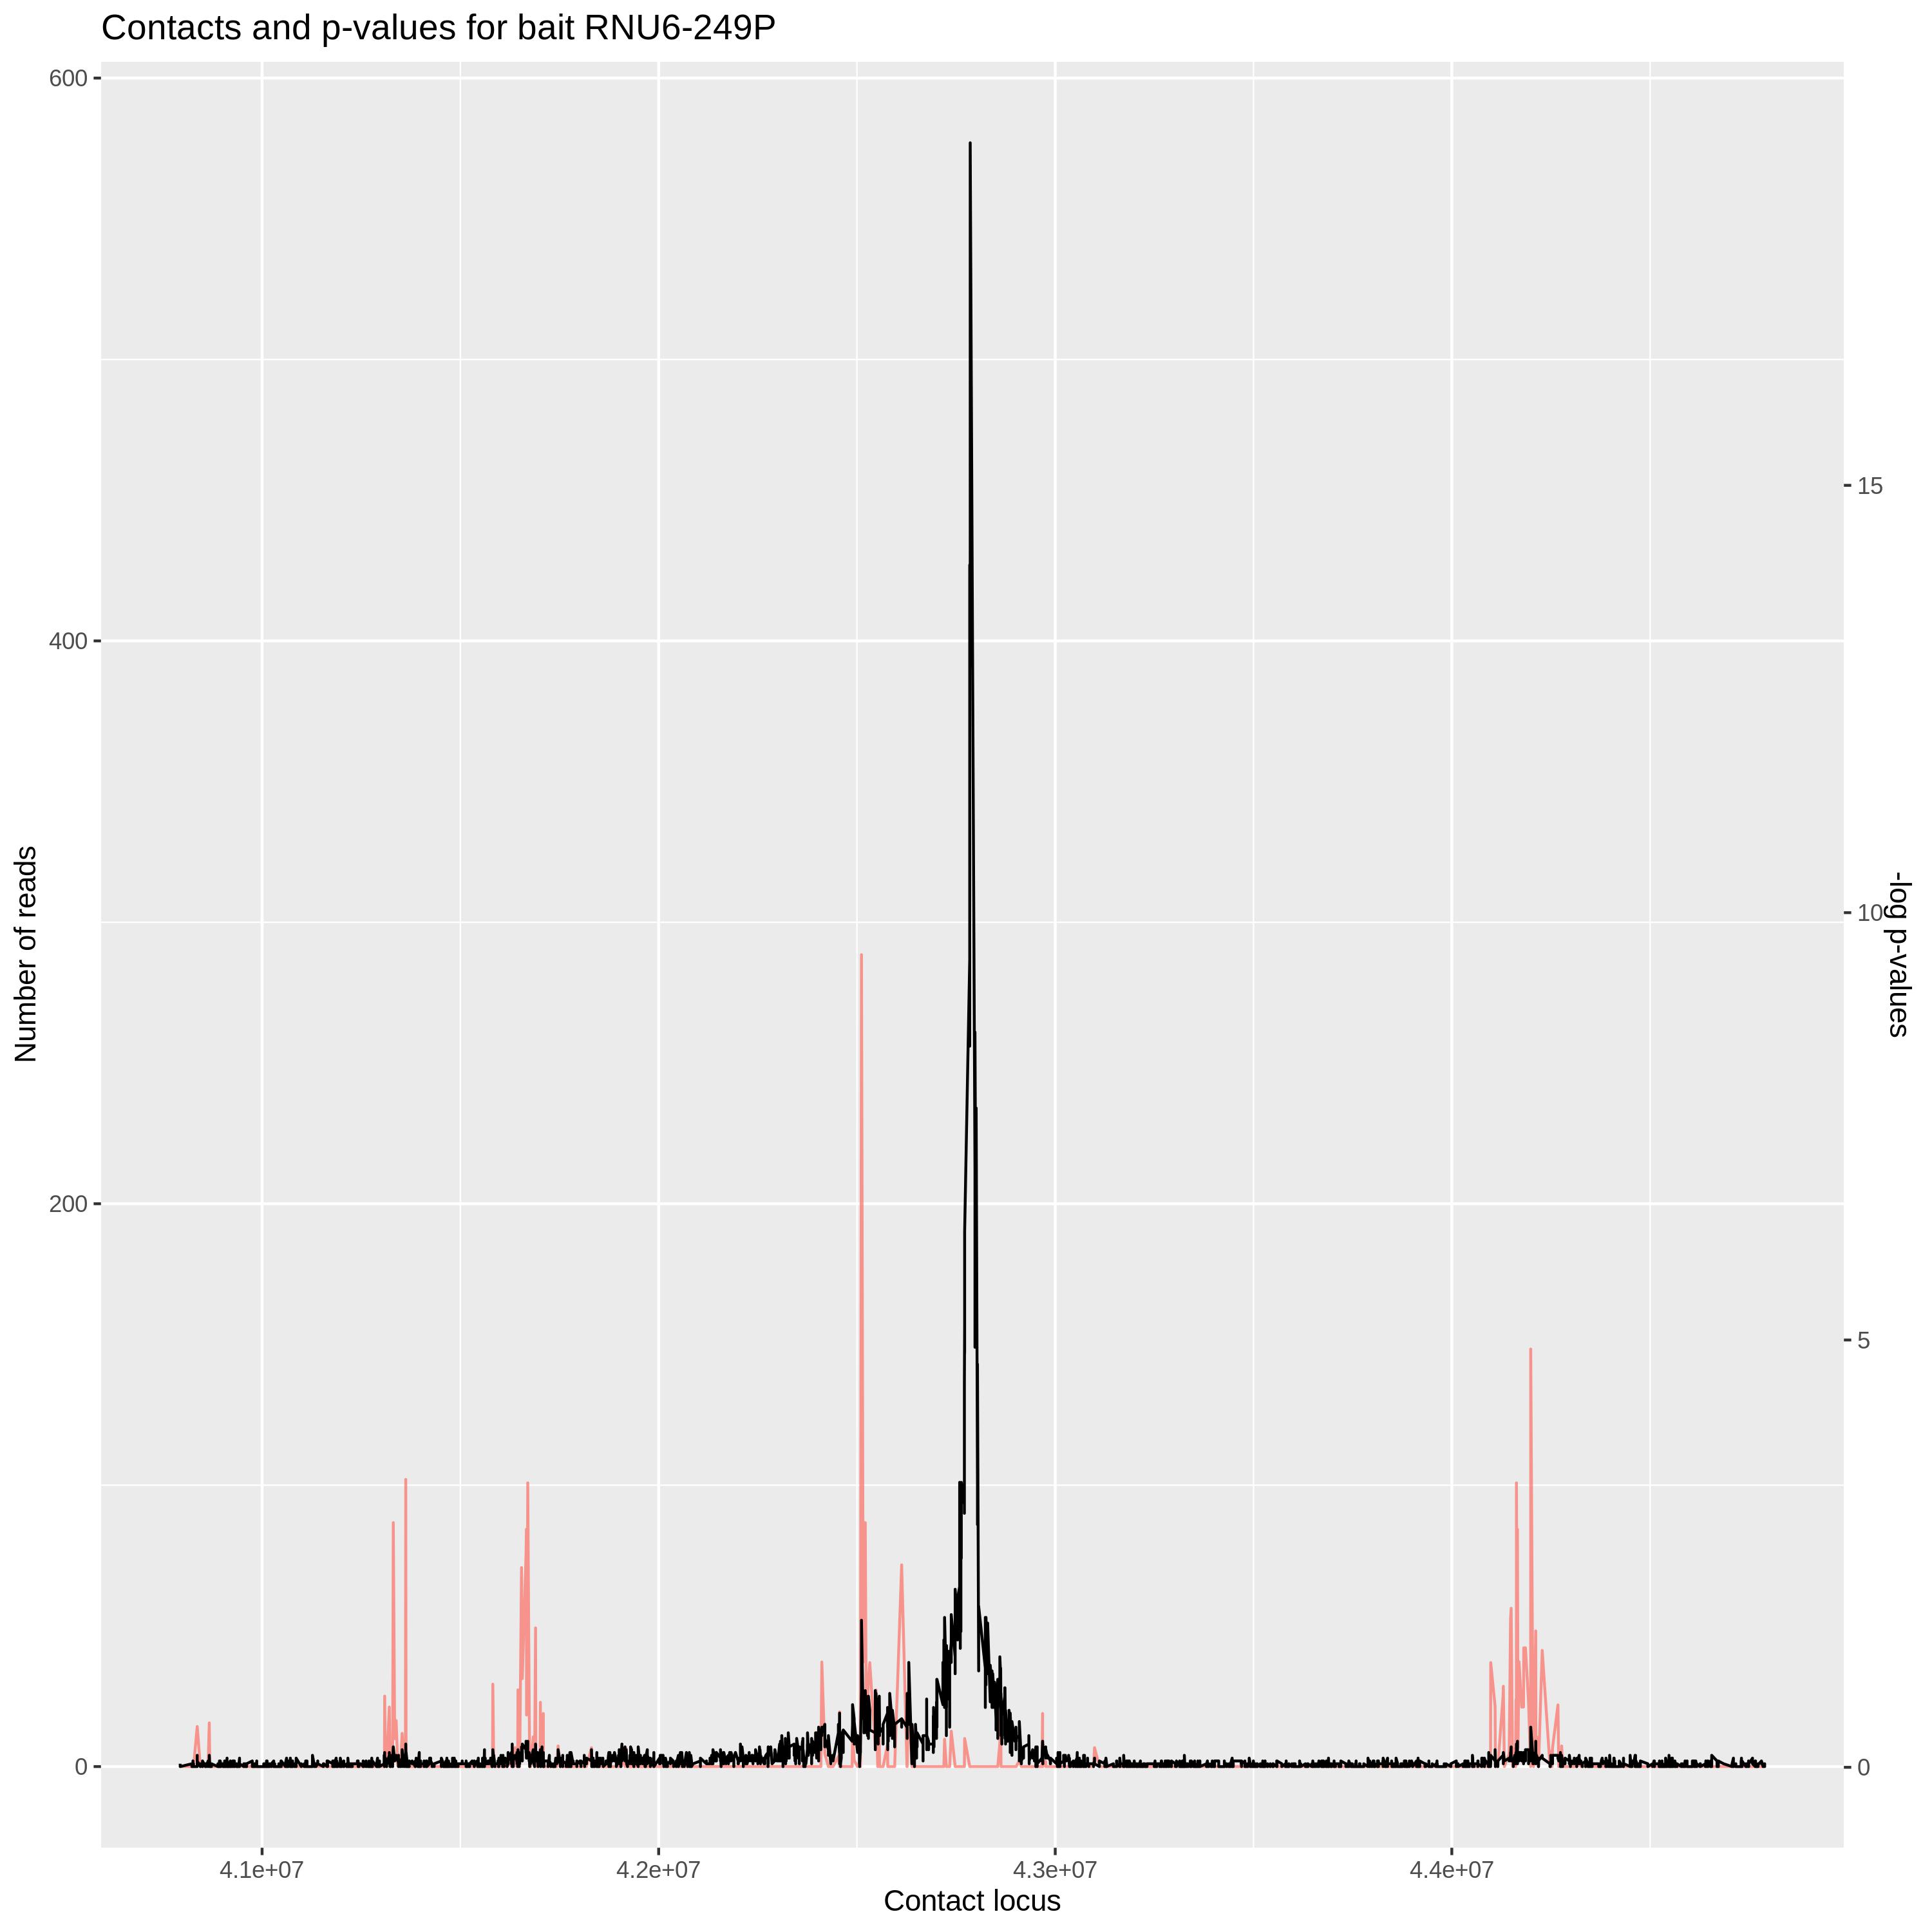 Contacts and p-values for bait RNU6-249P
600
400
200
0
Number of reads
15
10
5
0
-log p-values
4.1e+07
4.2e+07
4.3e+07
4.4e+07
Contact locus